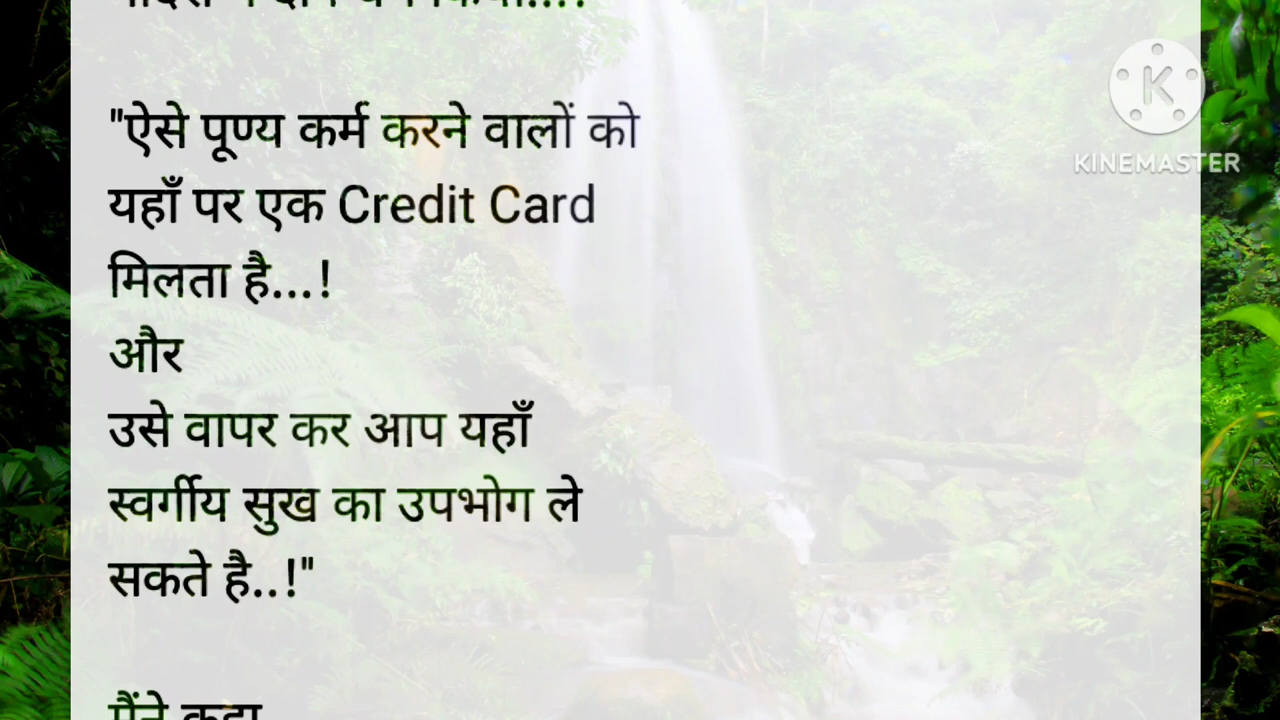 "ऐसे पूण्य कर्म करने वालों को
यहाँ पर एक Credit Card
मिलता है...!
और
उसे वापर कर आप यहाँ
स्वर्गीय सुख का उपभोग ले
सकते है..!"
मैंने कहा
KINEMASTER